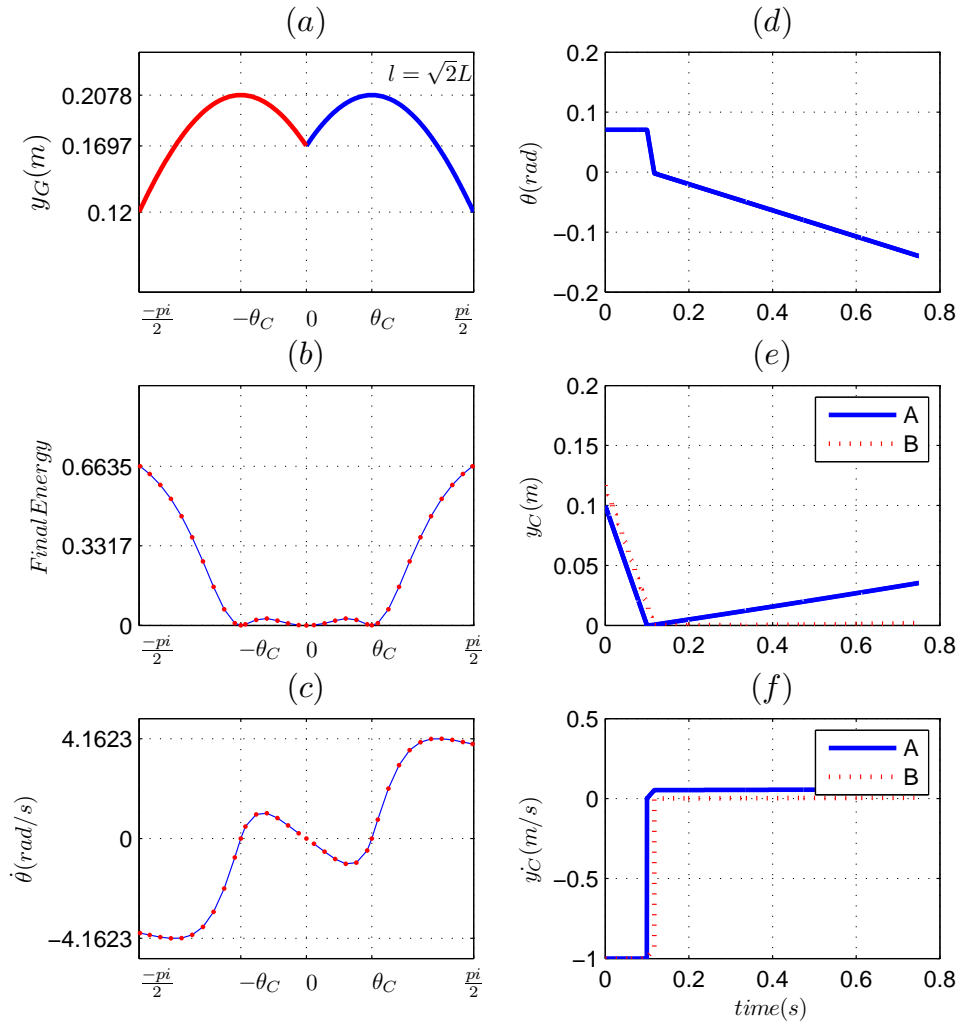 (a)
l = √2L
0.2078
0.1697
0.12
y_G(m)
−pi/2
−θ_C
0
θ_C
pi/2
(b)
0.6635
0.3317
0
FinalEnergy
−pi/2
−θ_C
0
θ_C
pi/2
(c)
4.1623
0
−4.1623
θ̇(rad/s)
−pi/2
−θ_C
0
θ_C
pi/2
(d)
0.2
0.1
0
−0.1
−0.2
θ(rad)
0
0.2
0.4
0.6
0.8
(e)
0.2
0.15
0.1
0.05
0
y_C(m)
A
B
0
0.2
0.4
0.6
0.8
(f)
0.5
0
−0.5
−1
ẏ_C(m/s)
A
B
0
0.2
0.4
0.6
0.8
time(s)